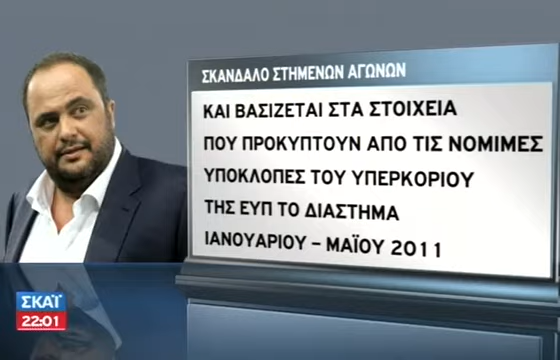 ΣΚΑΝΔΑΛΟ ΣΤΗΜΕΝΩΝ ΑΓΩΝΩΝ
ΚΑΙ ΒΑΣΙΖΕΤΑΙ ΣΤΑ ΣΤΟΙΧΕΙΑ
ΠΟΥ ΠΡΟΚΥΠΤΟΥΝ ΑΠΟ ΤΙΣ ΝΟΜΙΜΕΣ
ΥΠΟΚΛΟΠΕΣ ΤΟΥ ΥΠΕΡΚΟΡΙΟΥ
ΤΗΣ ΕΥΠ ΤΟ ΔΙΑΣΤΗΜΑ
ΙΑΝΟΥΑΡΙΟΥ – ΜΑΪΟΥ 2011
ΣΚΑΪ
22:01